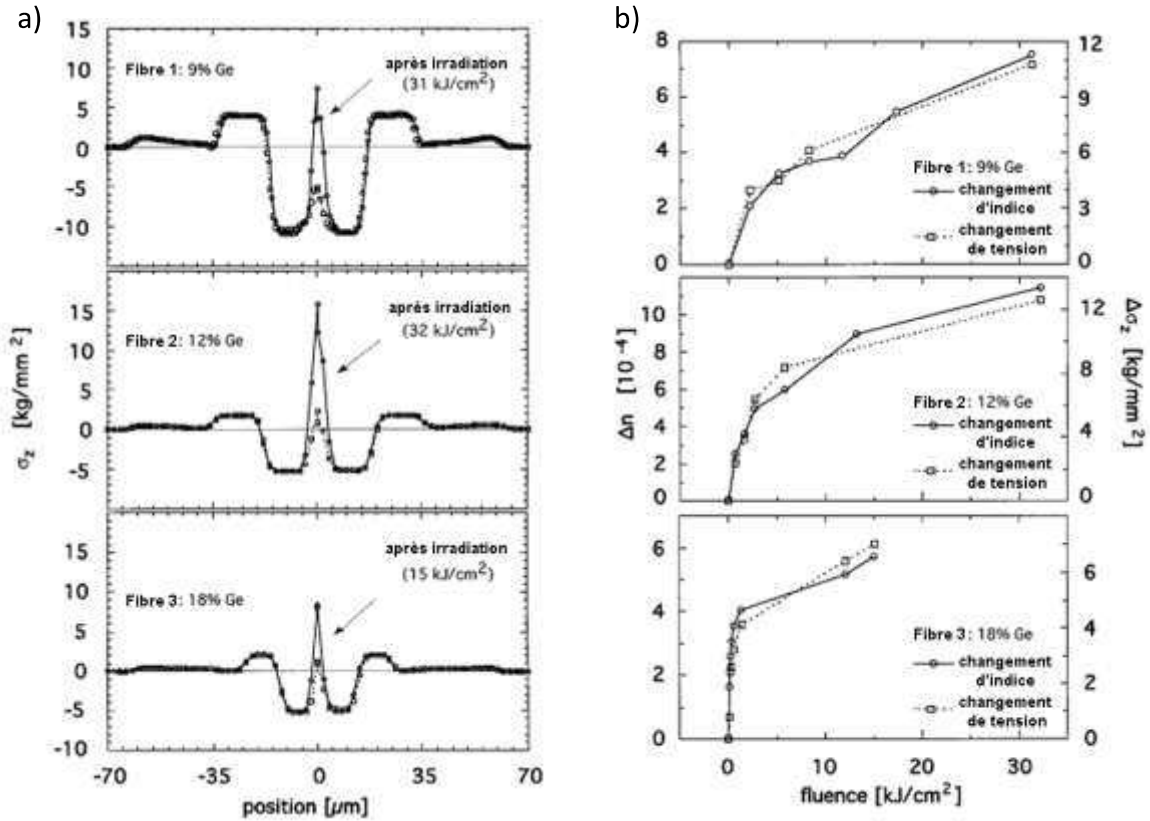 a)
15
10
5
0
-5
-10
Fibre 1: 9% Ge
après irradiation
(31 kJ/cm²)
15
10
5
0
-5
Fibre 2: 12% Ge
après irradiation
(32 kJ/cm²)
15
10
5
0
-5
-10
Fibre 3: 18% Ge
après irradiation
(15 kJ/cm²)
σz [kg/mm²]
-70 -35 0 35 70
position [µm]
b)
8
6
4
2
0
12
9
6
3
0
Fibre 1: 9% Ge
changement
d'indice
changement
de tension
10
8
6
4
2
0
12
8
4
0
Fibre 2: 12% Ge
changement
d'indice
changement
de tension
6
4
2
0
6
4
2
0
Fibre 3: 18% Ge
changement
d'indice
changement
de tension
Δn [10⁻⁴]
Δσz [kg/mm²]
0 10 20 30
fluence [kJ/cm²]